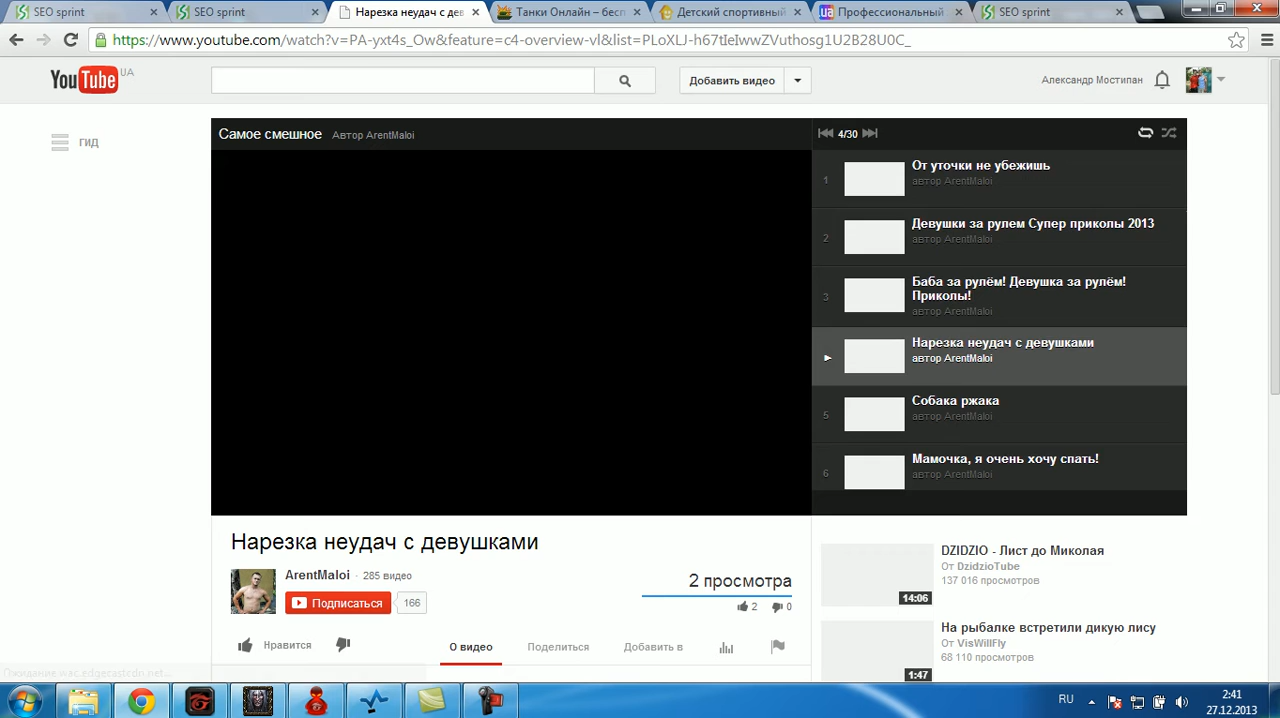 SEO sprint
SEO sprint
Нарезка неудач с дев
Танки Онлайн – бесп
Детский спортивный
Профессиональный
SEO sprint
https://www.youtube.com/watch?v=PA-yxt4s_Ow&feature=c4-overview-vl&list=PLoXLJ-h67tIeIwwZVuthosg1U2B28U0C_
YouTube UA
Добавить видео
Александр Мостипан
ГИД
Самое смешное Автор ArentMaloi
4/30
1
От уточки не убежишь
автор ArentMaloi
2
Девушки за рулем Супер приколы 2013
автор ArentMaloi
3
Баба за рулём! Девушка за рулём!
Приколы!
автор ArentMaloi
Нарезка неудач с девушками
автор ArentMaloi
5
Собака ржака
автор ArentMaloi
6
Мамочка, я очень хочу спать!
автор ArentMaloi
Нарезка неудач с девушками
ArentMaloi · 285 видео
Подписаться 166
2 просмотра
2 0
Нравится
О видео
Поделиться
Добавить в
DZIDZIO - Лист до Миколая
От DzidzioTube
137 016 просмотров
14:06
На рыбалке встретили дикую лису
От VisWillFly
68 110 просмотров
1:47
Ожидание wac.edgecastcdn.net...
RU
2:41
27.12.2013